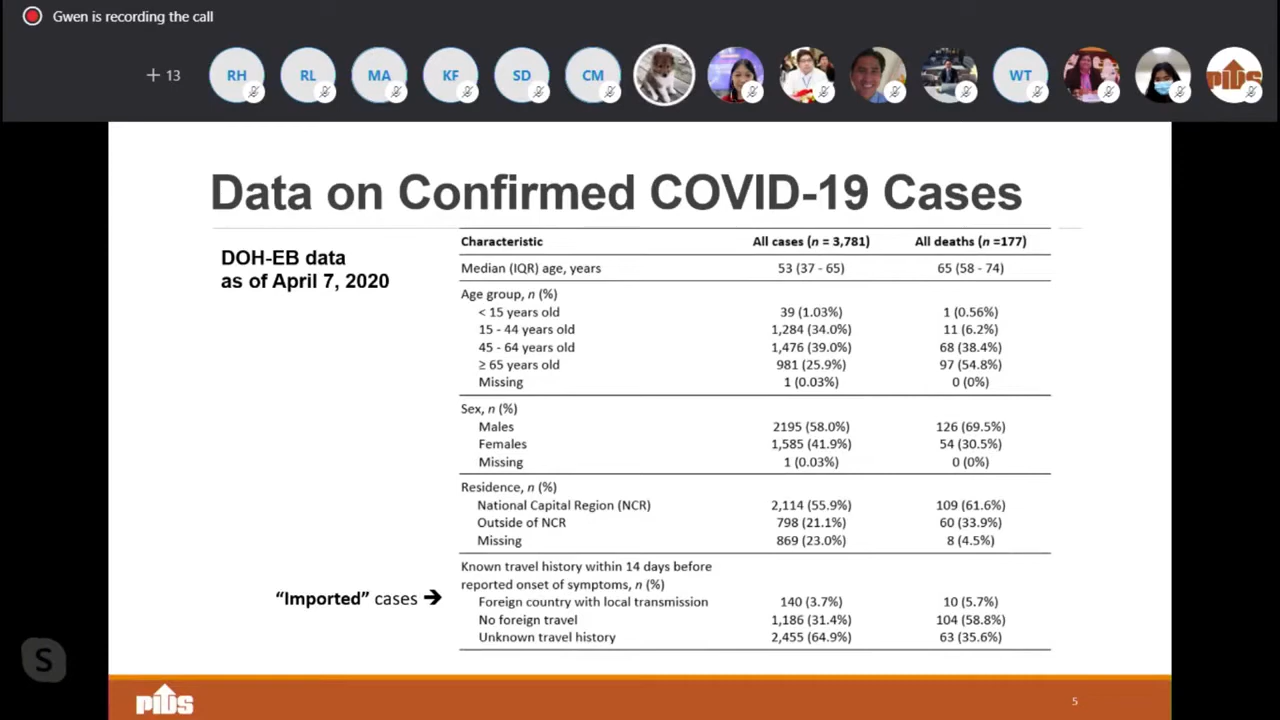 Gwen is recording the call
+ 13
RH
RL
MA
KF
SD
CM
WT
PIDS
Data on Confirmed COVID-19 Cases
DOH-EB data
as of April 7, 2020
Characteristic All cases (n = 3,781) All deaths (n =177)
Median (IQR) age, years 53 (37 - 65) 65 (58 - 74)
Age group, n (%)
< 15 years old 39 (1.03%) 1 (0.56%)
15 - 44 years old 1,284 (34.0%) 11 (6.2%)
45 - 64 years old 1,476 (39.0%) 68 (38.4%)
≥ 65 years old 981 (25.9%) 97 (54.8%)
Missing 1 (0.03%) 0 (0%)
Sex, n (%)
Males 2195 (58.0%) 126 (69.5%)
Females 1,585 (41.9%) 54 (30.5%)
Missing 1 (0.03%) 0 (0%)
Residence, n (%)
National Capital Region (NCR) 2,114 (55.9%) 109 (61.6%)
Outside of NCR 798 (21.1%) 60 (33.9%)
Missing 869 (23.0%) 8 (4.5%)
Known travel history within 14 days before
reported onset of symptoms, n (%)
"Imported" cases → Foreign country with local transmission 140 (3.7%) 10 (5.7%)
No foreign travel 1,186 (31.4%) 104 (58.8%)
Unknown travel history 2,455 (64.9%) 63 (35.6%)
S
PIDS
5